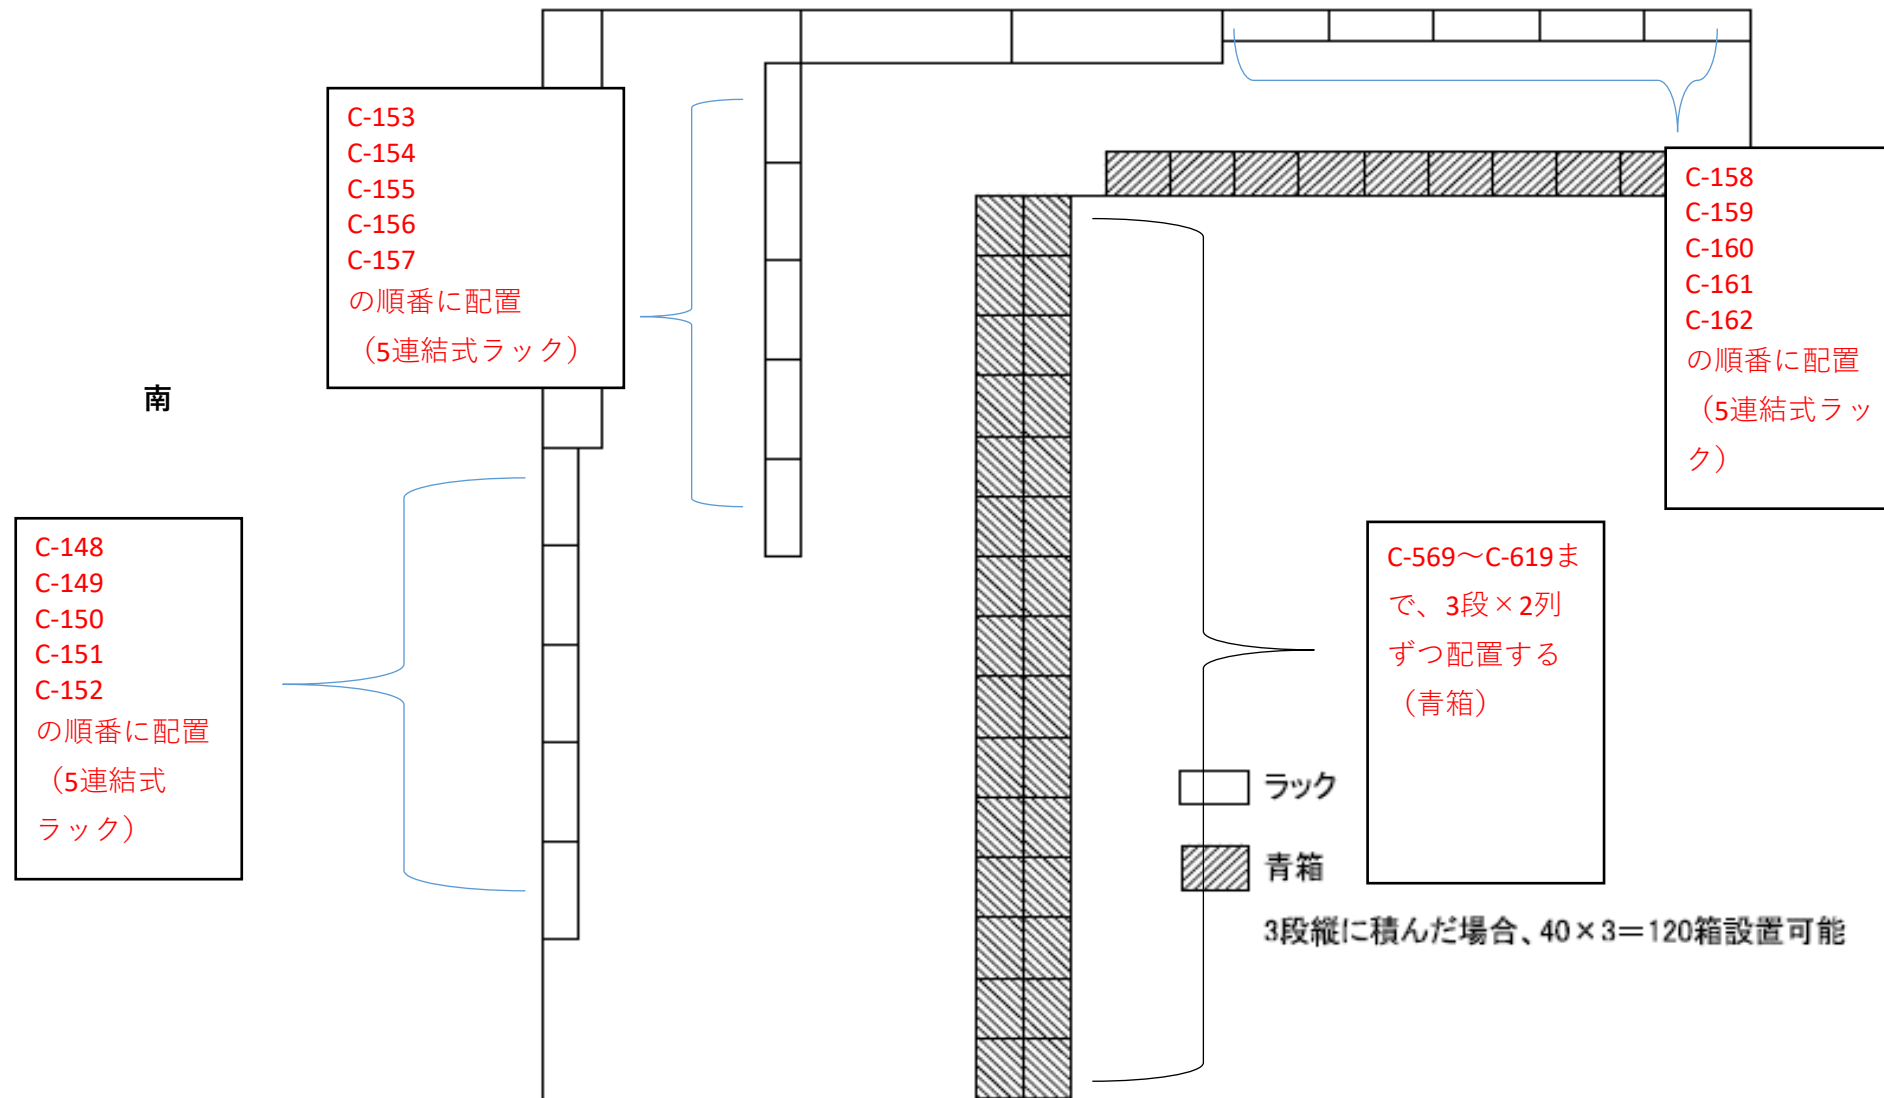 C-153
C-154
C-155
C-156
C-157
の順番に配置
（5連結式ラック）
C-158
C-159
C-160
C-161
C-162
の順番に配置
（5連結式ラッ
ク）
南
C-148
C-149
C-150
C-151
C-152
の順番に配置
（5連結式
ラック）
C-569～C-619ま
で、3段×2列
ずつ配置する
（青箱）
ラック
青箱
3段縦に積んだ場合、40×3＝120箱設置可能